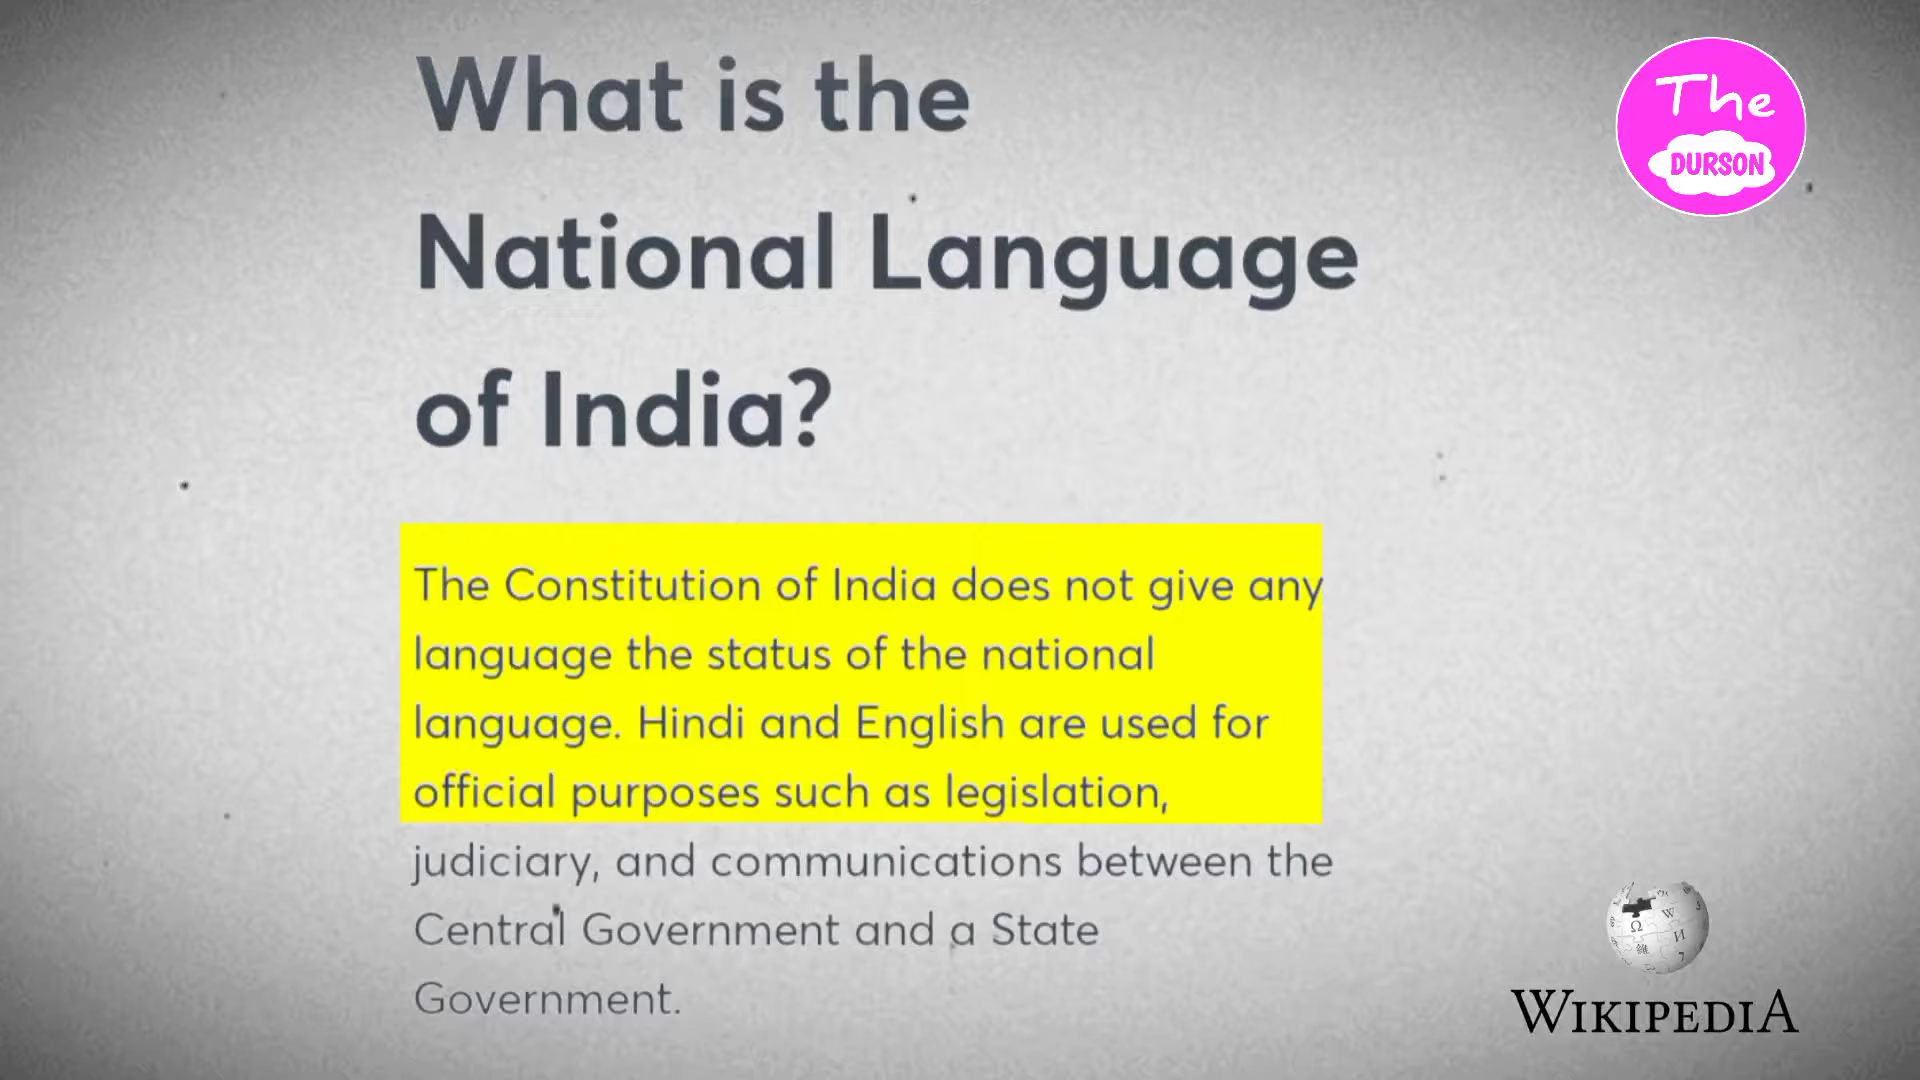 What is the
National Language
of India?
The Constitution of India does not give any
language the status of the national
language. Hindi and English are used for
official purposes such as legislation,
judiciary, and communications between the
Central Government and a State
Government.
The
DURSON
Ω W И
WIKIPEDIA